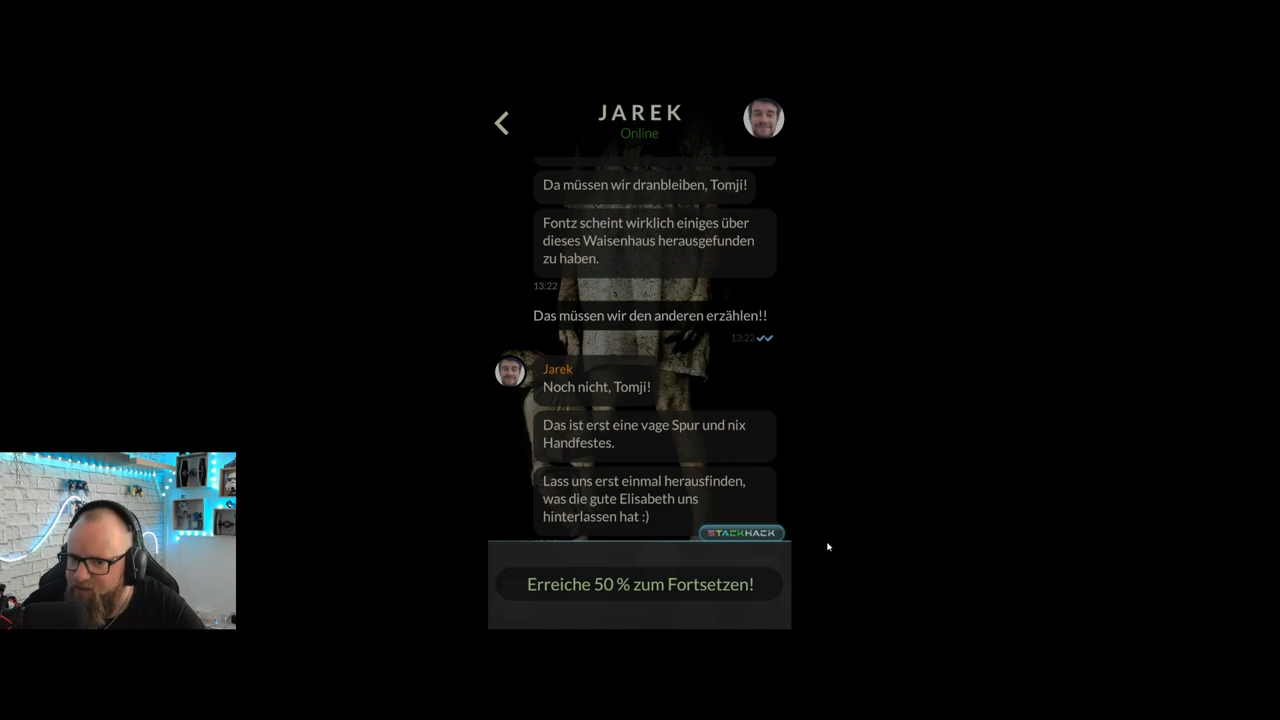 JAREK
Online
Da müssen wir dranbleiben, Tomji!
Fontz scheint wirklich einiges über
dieses Waisenhaus herausgefunden
zu haben.
13:22
Das müssen wir den anderen erzählen!!
13:22
Jarek
Noch nicht, Tomji!
Das ist erst eine vage Spur und nix
Handfestes.
Lass uns erst einmal herausfinden,
was die gute Elisabeth uns
hinterlassen hat :)
STACKHACK
Erreiche 50 % zum Fortsetzen!